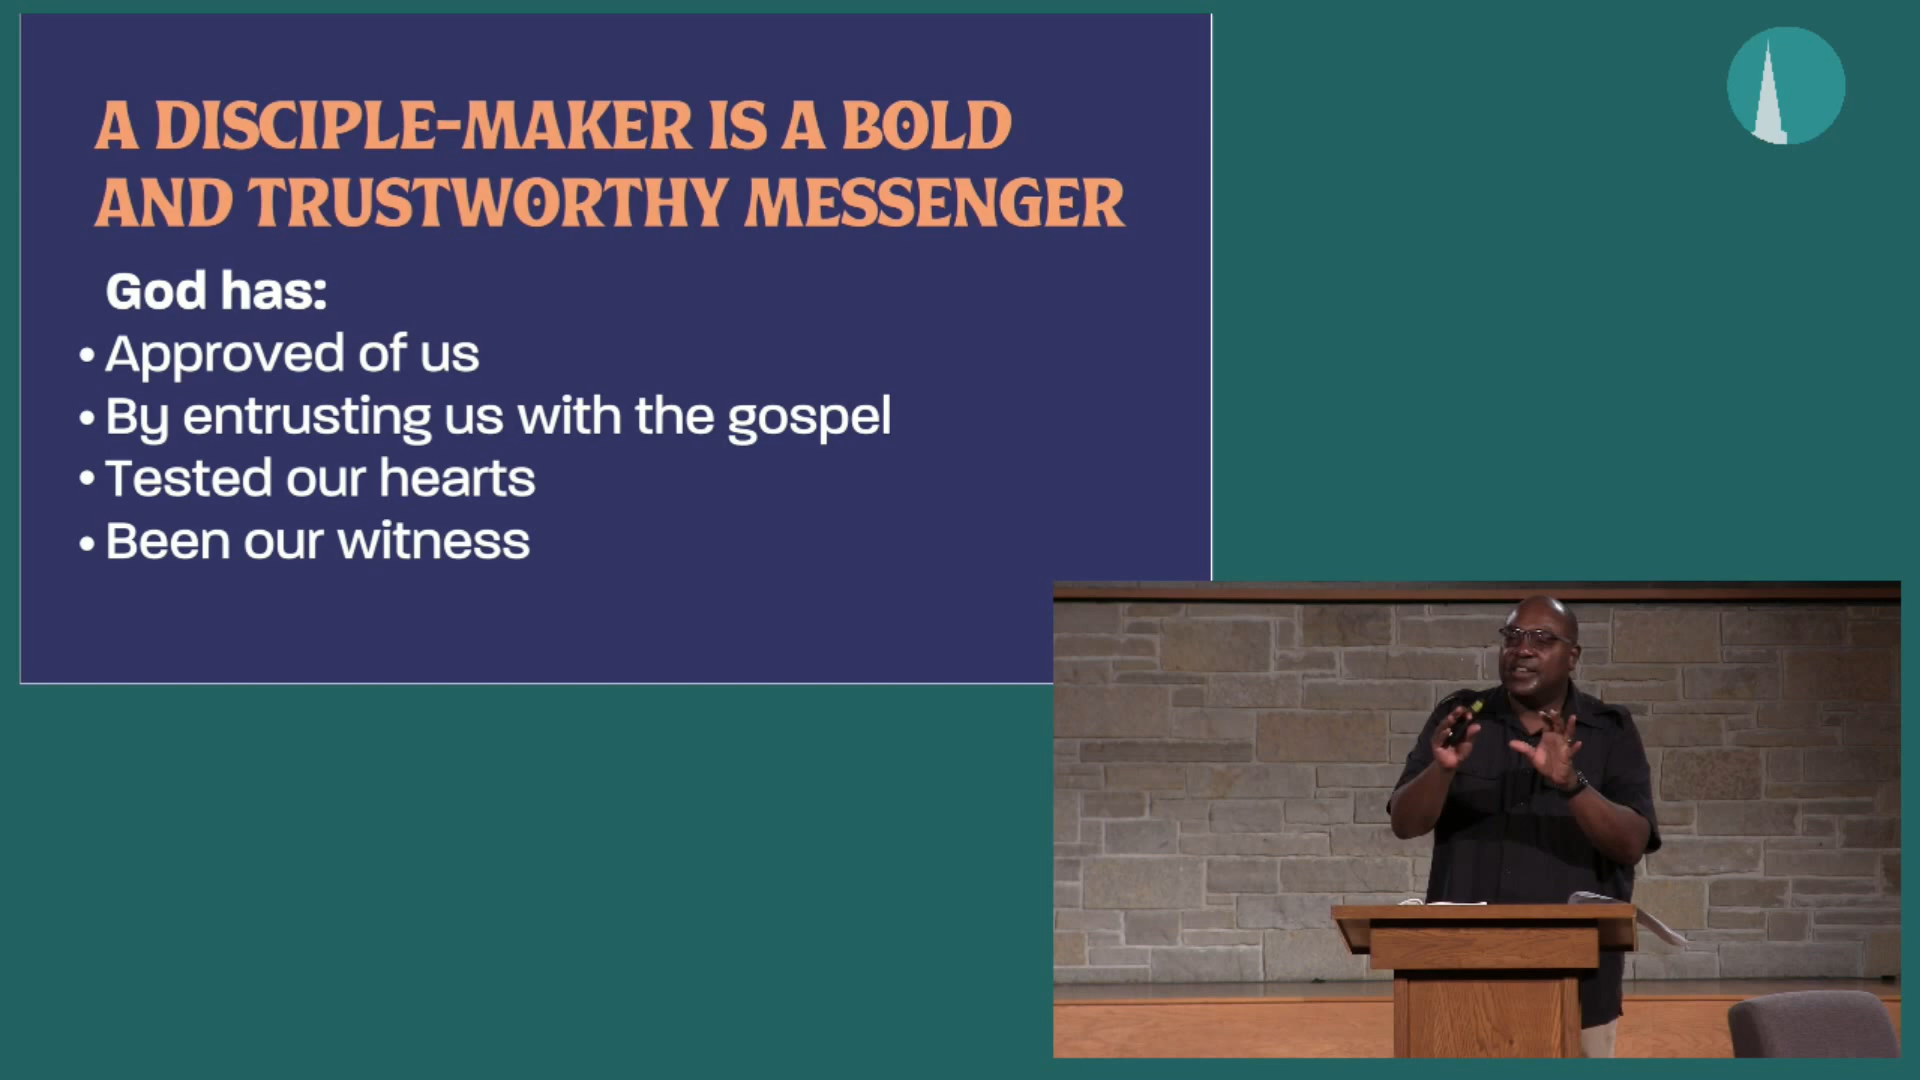 A DISCIPLE-MAKER IS A BOLD
AND TRUSTWORTHY MESSENGER
God has:
• Approved of us
• By entrusting us with the gospel
• Tested our hearts
• Been our witness